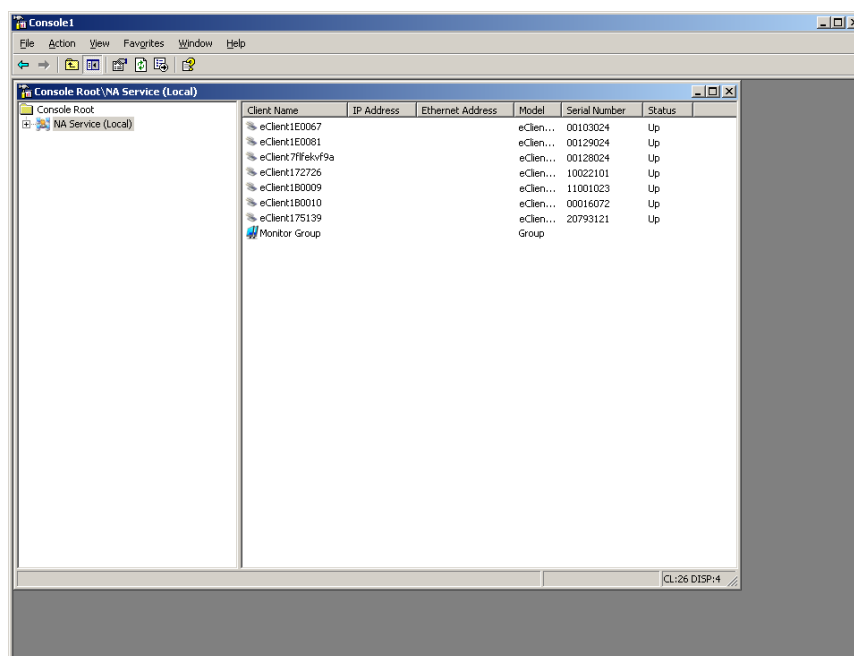 Console1
File Action View Favorites Window Help
Console Root\NA Service (Local)
Console Root
NA Service (Local)
Client Name IP Address Ethernet Address Model Serial Number Status
eClient1E0067 eClien... 00103024 Up
eClient1E0081 eClien... 00129024 Up
eClient7flfekvf9a eClien... 00128024 Up
eClient172726 eClien... 10022101 Up
eClient1B0009 eClien... 11001023 Up
eClient1B0010 eClien... 00016072 Up
eClient175139 eClien... 20793121 Up
Monitor Group Group
CL:26 DISP:4